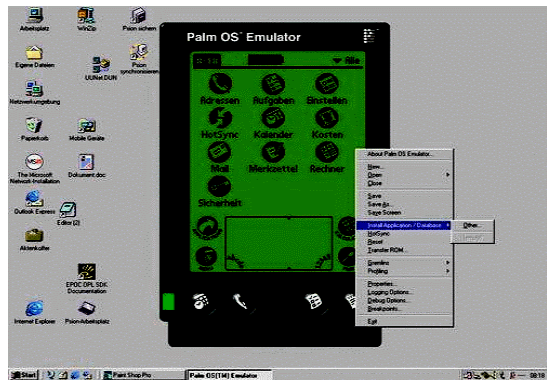 Arbeitsplatz
WinZip
Psion sichern
Eigene Dateien
UUNet DUN
Psion synchronisieren
Netzwerkumgebung
Papierkorb
Mobile Geräte
The Microsoft Network-Installation
Dokument.doc
Outlook Express
Editor (2)
Aktenkoffer
EPOC OPL SDK Documentation
Internet Explorer
Psion-Arbeitsplatz
Palm OS® Emulator
Alle
Adressen
Aufgaben
Einstellen
HotSync
Kalender
Kosten
Mail
Merkzettel
Rechner
Sicherheit
About Palm OS Emulator...
New...
Open
Close
Save
Save As...
Save Screen
Install Application / Database
Other...
HotSync
Reset
Transfer ROM...
Gremlins
Profiling
Properties...
Logging Options...
Debug Options...
Breakpoints...
Exit
Start
Paint Shop Pro
Palm OS(TM) Emulator
08:18